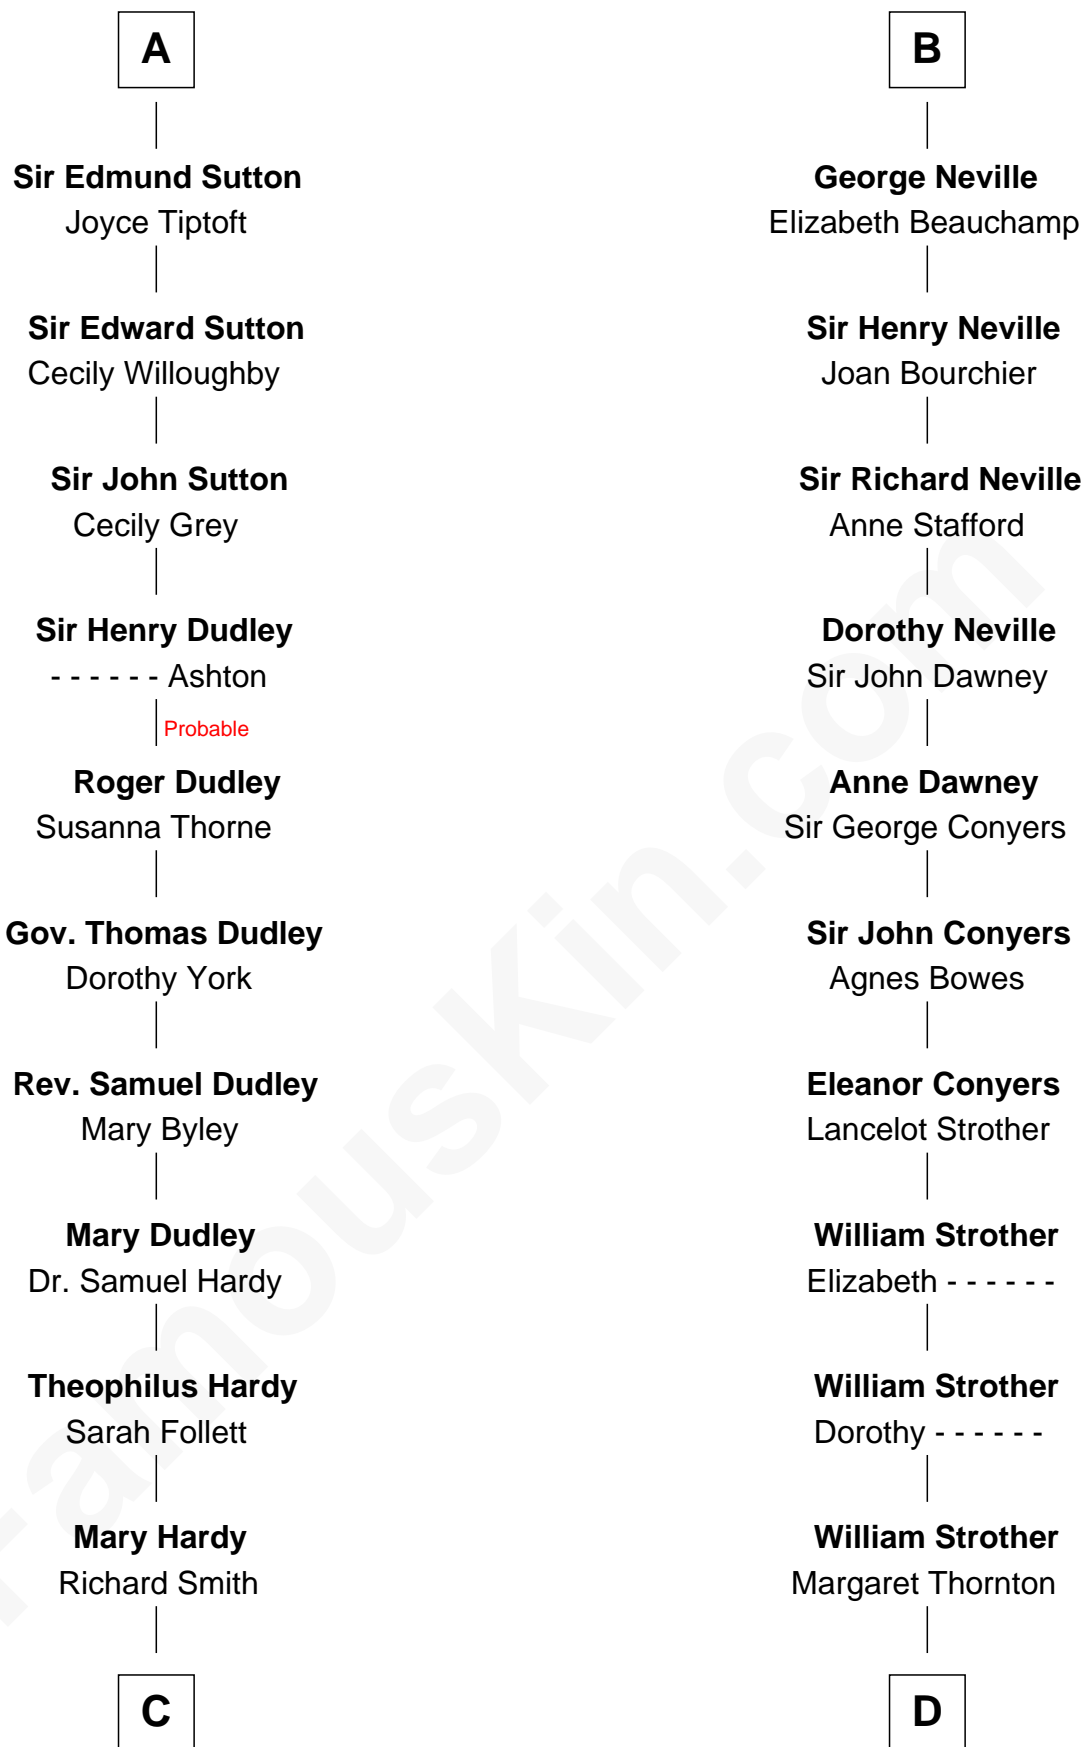 A
Sir Edmund Sutton
Joyce Tiptoft
Sir Edward Sutton
Cecily Willoughby
Sir John Sutton
Cecily Grey
Sir Henry Dudley
- - - - - - Ashton
Probable
Roger Dudley
Susanna Thorne
Gov. Thomas Dudley
Dorothy York
Rev. Samuel Dudley
Mary Byley
Mary Dudley
Dr. Samuel Hardy
Theophilus Hardy
Sarah Follett
Mary Hardy
Richard Smith
C
B
George Neville
Elizabeth Beauchamp
Sir Henry Neville
Joan Bourchier
Sir Richard Neville
Anne Stafford
Dorothy Neville
Sir John Dawney
Anne Dawney
Sir George Conyers
Sir John Conyers
Agnes Bowes
Eleanor Conyers
Lancelot Strother
William Strother
Elizabeth - - - - - -
William Strother
Dorothy - - - - - -
William Strother
Margaret Thornton
D
FamousKin.com